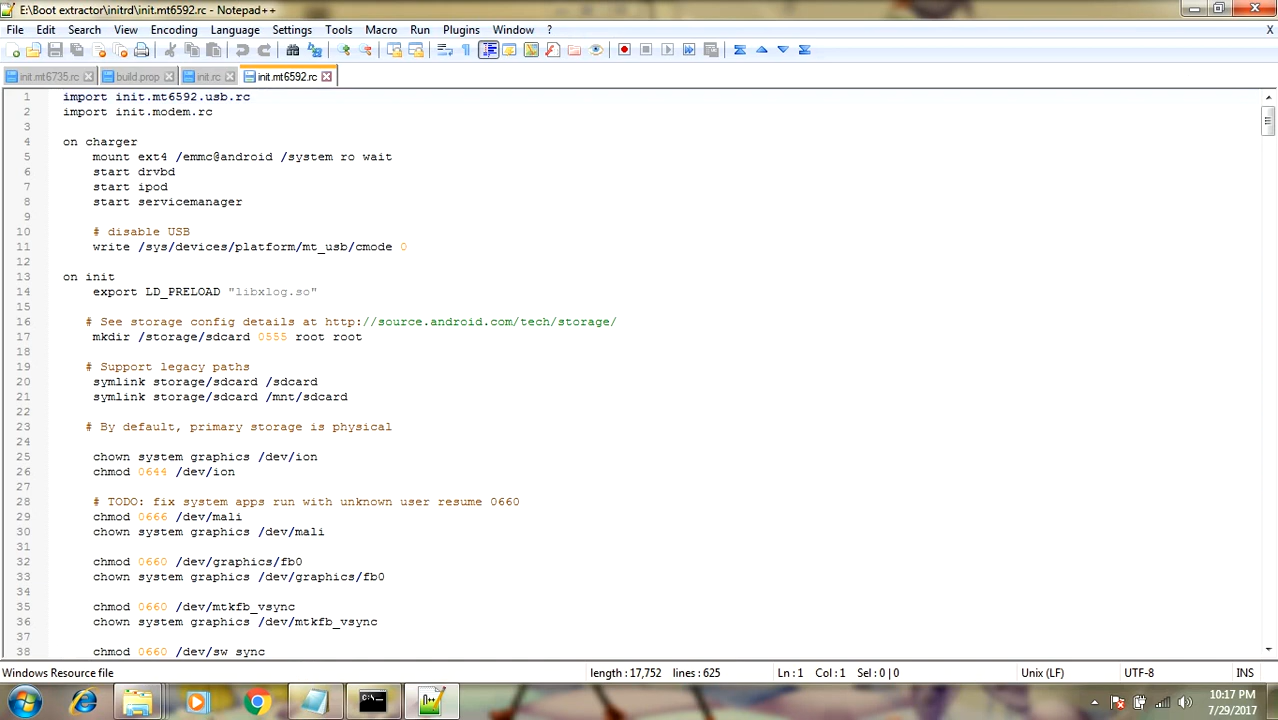 E:\Boot extractor\initrd\init.mt6592.rc - Notepad++
File Edit Search View Encoding Language Settings Tools Macro Run Plugins Window ? X
init.mt6735.rc build.prop init.rc init.mt6592.rc
1 import init.mt6592.usb.rc
2 import init.modem.rc
3
4 on charger
5 mount ext4 /emmc@android /system ro wait
6 start drvbd
7 start ipod
8 start servicemanager
9
10 # disable USB
11 write /sys/devices/platform/mt_usb/cmode 0
12
13 on init
14 export LD_PRELOAD "libxlog.so"
15
16 # See storage config details at http://source.android.com/tech/storage/
17 mkdir /storage/sdcard 0555 root root
18
19 # Support legacy paths
20 symlink storage/sdcard /sdcard
21 symlink storage/sdcard /mnt/sdcard
22
23 # By default, primary storage is physical
24
25 chown system graphics /dev/ion
26 chmod 0644 /dev/ion
27
28 # TODO: fix system apps run with unknown user resume 0660
29 chmod 0666 /dev/mali
30 chown system graphics /dev/mali
31
32 chmod 0660 /dev/graphics/fb0
33 chown system graphics /dev/graphics/fb0
34
35 chmod 0660 /dev/mtkfb_vsync
36 chown system graphics /dev/mtkfb_vsync
37
38 chmod 0660 /dev/sw_sync
Windows Resource file length : 17,752 lines : 625 Ln : 1 Col : 1 Sel : 0 | 0 Unix (LF) UTF-8 INS
10:17 PM
7/29/2017